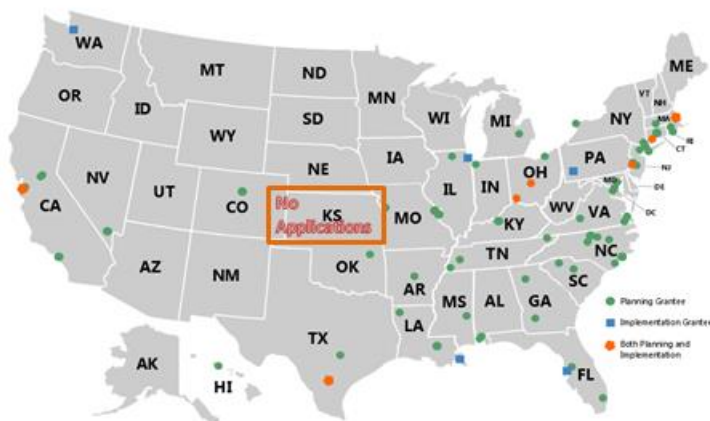 WA
MT
ND
MN
ME
VT
NH
OR
ID
SD
WI
MI
NY
MA
WY
RI
CT
NE
IA
PA
NJ
NV
UT
CO
No
Applications
KS
MO
IL
IN
OH
MD
DE
DC
CA
WV
VA
KY
AZ
NM
OK
AR
TN
NC
SC
MS
AL
GA
TX
LA
AK
HI
FL
Planning Grantee
Implementation Grantee
Both Planning and
Implementation